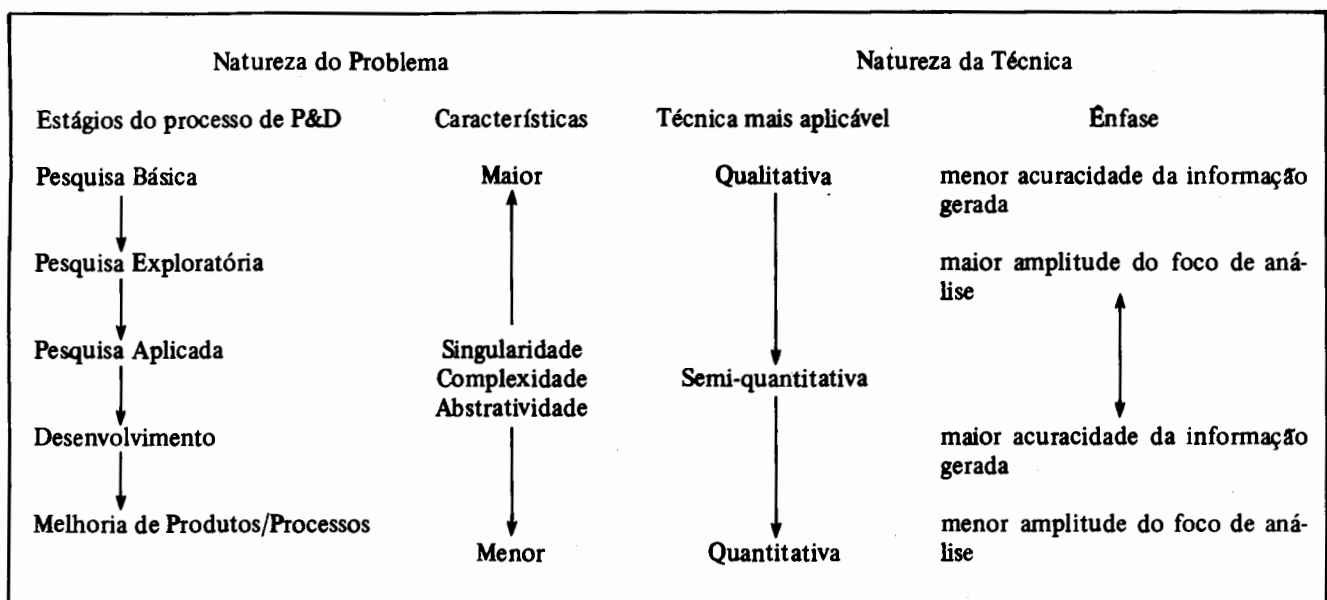 Natureza do Problema
Natureza da Técnica
Estágios do processo de P&D
Características
Técnica mais aplicável
Ênfase
Pesquisa Básica
Maior
Qualitativa
menor acuracidade da informação
gerada
Pesquisa Exploratória
maior amplitude do foco de aná-
lise
Pesquisa Aplicada
Singularidade
Complexidade
Abstratividade
Semi-quantitativa
Desenvolvimento
maior acuracidade da informação
gerada
Melhoria de Produtos/Processos
Menor
Quantitativa
menor amplitude do foco de aná-
lise